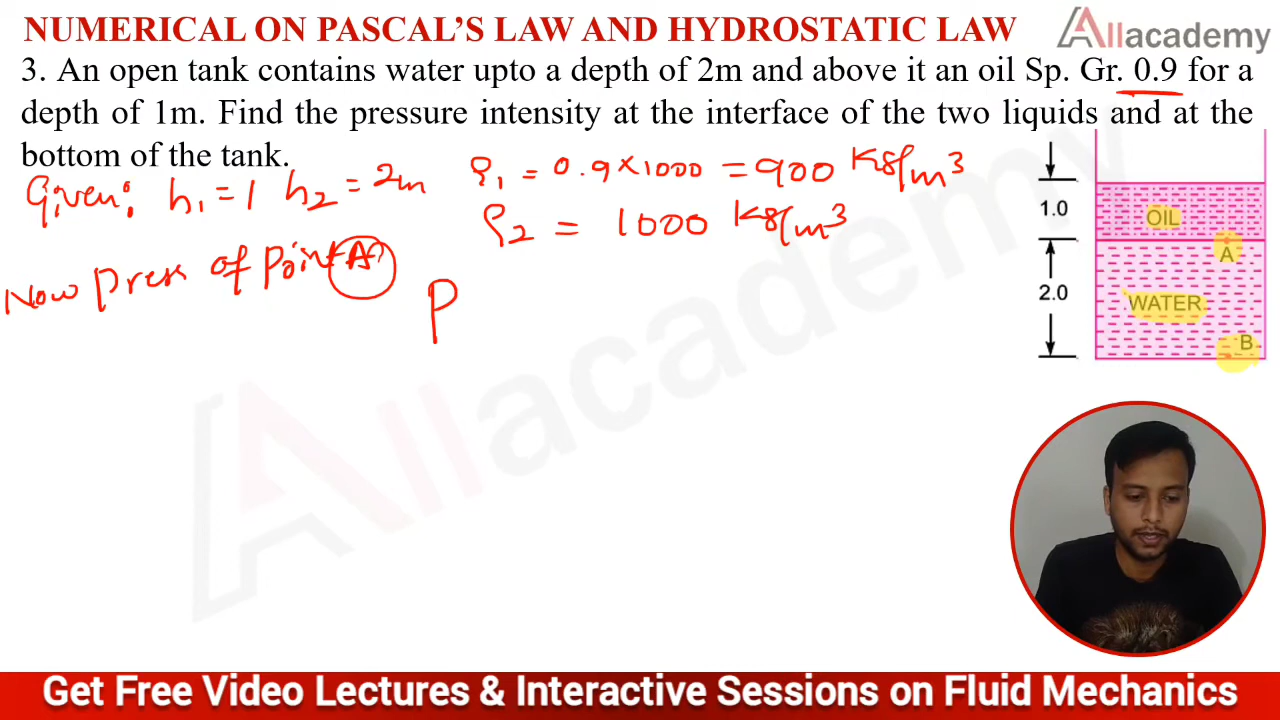 NUMERICAL ON PASCAL'S LAW AND HYDROSTATIC LAW
Allacademy
3. An open tank contains water upto a depth of 2m and above it an oil Sp. Gr. 0.9 for a
depth of 1m. Find the pressure intensity at the interface of the two liquids and at the
bottom of the tank.
Given: h₁ = 1 h₂ = 2m ρ₁ = 0.9 × 1000 = 900 Kg/m³
ρ₂ = 1000 Kg/m³
Now press of point A
P
1.0
OIL
A
2.0
WATER
B
Allacademy
Get Free Video Lectures & Interactive Sessions on Fluid Mechanics